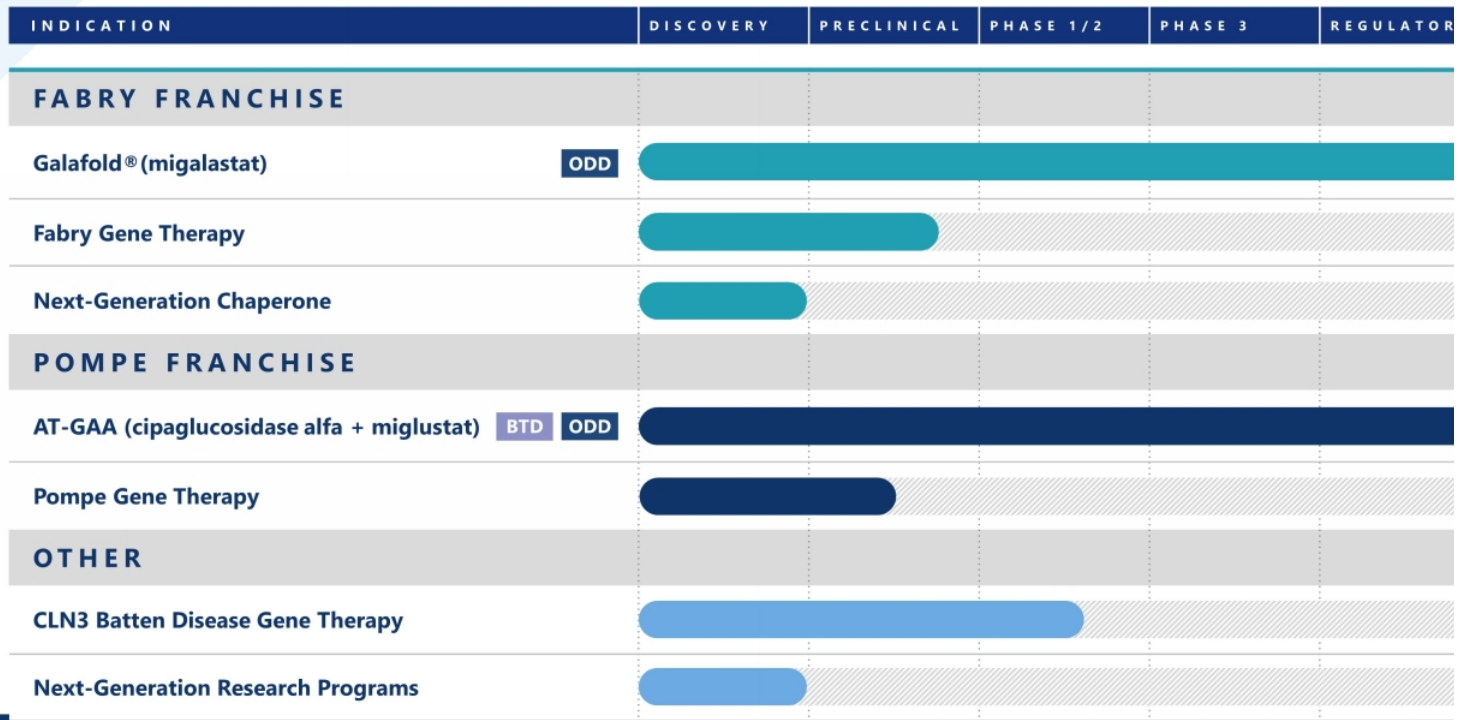 INDICATION DISCOVERY PRECLINICAL PHASE 1/2 PHASE 3 REGULATOR
FABRY FRANCHISE
Galafold® (migalastat) ODD
Fabry Gene Therapy
Next-Generation Chaperone
POMPE FRANCHISE
AT-GAA (cipaglucosidase alfa + miglustat) BTD ODD
Pompe Gene Therapy
OTHER
CLN3 Batten Disease Gene Therapy
Next-Generation Research Programs